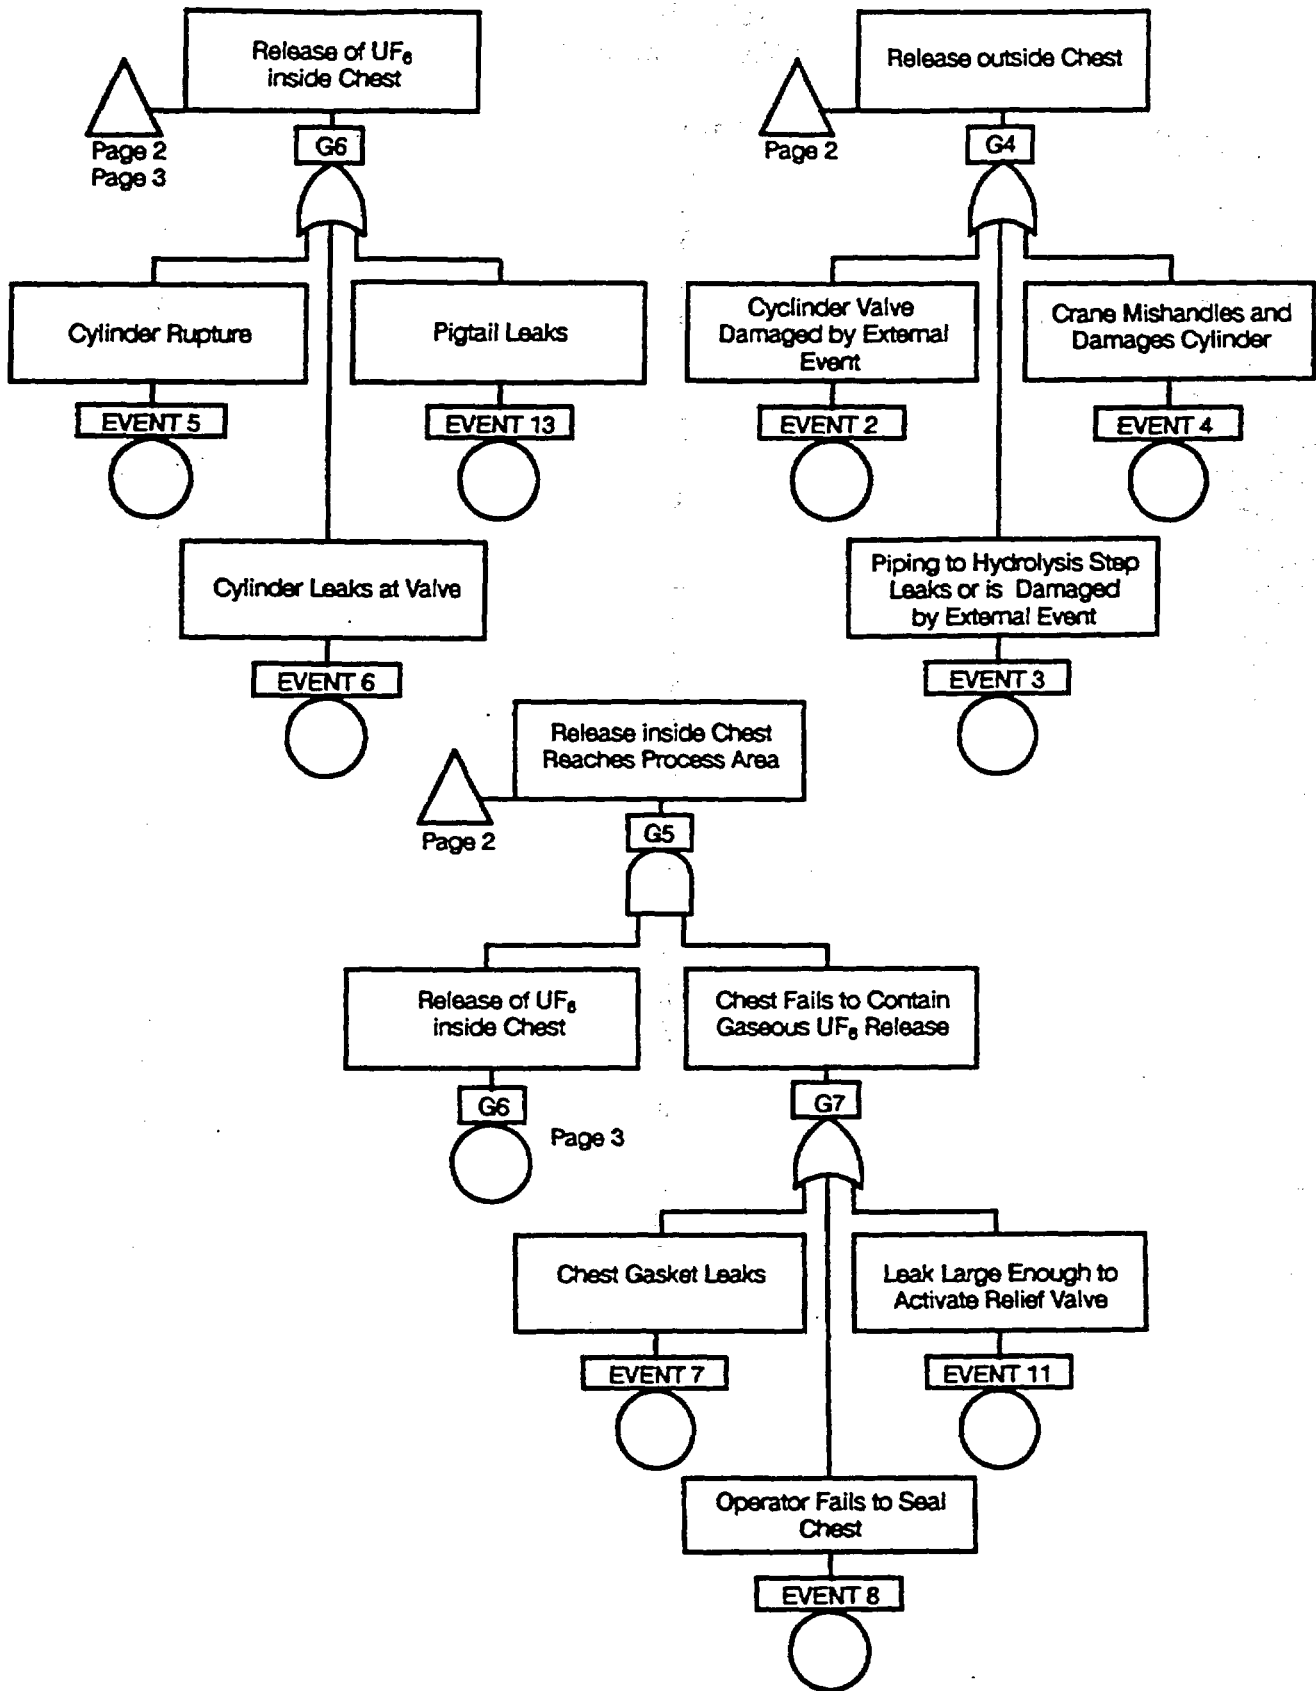 Release of UF₆
inside Chest
Page 2
Page 3
G6
Cylinder Rupture
EVENT 5
Pigtail Leaks
EVENT 13
Cylinder Leaks at Valve
EVENT 6
Release outside Chest
Page 2
G4
Cyclinder Valve
Damaged by External
Event
EVENT 2
Crane Mishandles and
Damages Cylinder
EVENT 4
Piping to Hydrolysis Step
Leaks or is Damaged
by External Event
EVENT 3
Release inside Chest
Reaches Process Area
Page 2
G5
Release of UF₆
inside Chest
G6
Page 3
Chest Fails to Contain
Gaseous UF₆ Release
G7
Chest Gasket Leaks
EVENT 7
Leak Large Enough to
Activate Relief Valve
EVENT 11
Operator Fails to Seal
Chest
EVENT 8